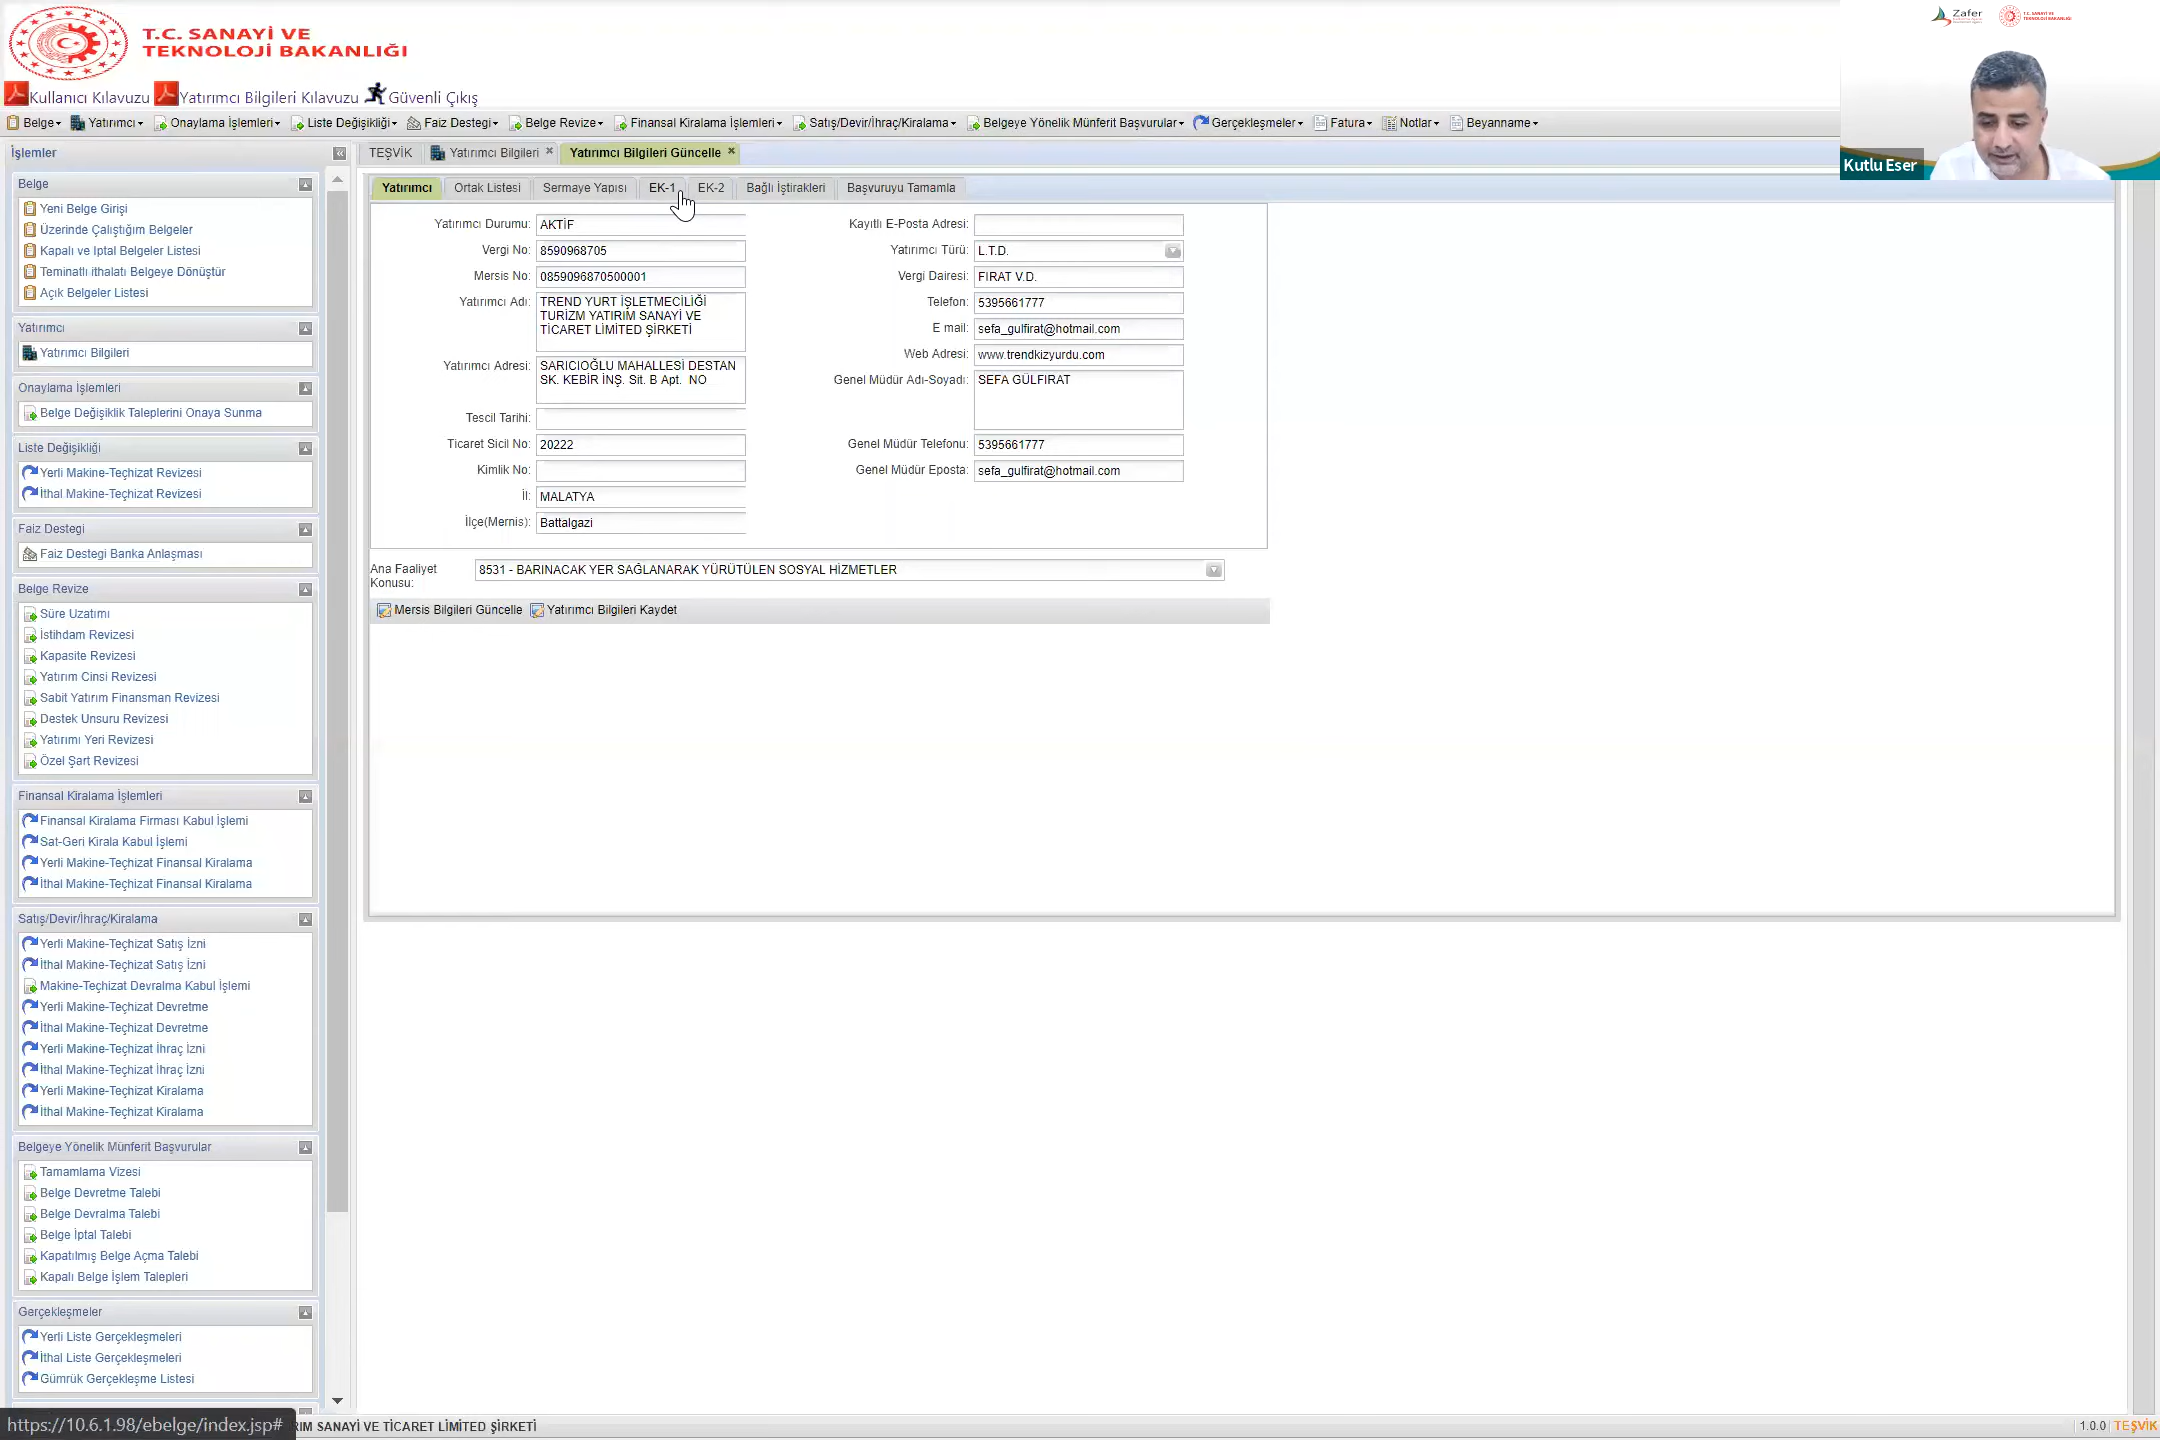 T.C. SANAYİ VE
TEKNOLOJİ BAKANLIĞI
Kullanıcı Kılavuzu Yatırımcı Bilgileri Kılavuzu Güvenli Çıkış
Zafer
T.C. SANAYİ VE
TEKNOLOJİ BAKANLIĞI
Kutlu Eser
Belge Yatırımcı Onaylama İşlemleri Liste Değişikliği Faiz Destegi Belge Revize Finansal Kiralama İşlemleri Satış/Devir/İhraç/Kiralama Belgeye Yönelik Münferit Başvurular Gerçekleşmeler Fatura Notlar Beyanname
İşlemler
TEŞVİK Yatırımcı Bilgileri Yatırımcı Bilgileri Güncelle
Yatırımcı Ortak Listesi Sermaye Yapısı EK-1 EK-2 Bağlı İştirakleri Başvuruyu Tamamla
Belge
Yeni Belge Girişi
Üzerinde Çalıştığım Belgeler
Kapalı ve Iptal Belgeler Listesi
Teminatlı ithalatı Belgeye Dönüştür
Açık Belgeler Listesi
Yatırımcı
Yatırımcı Bilgileri
Onaylama İşlemleri
Belge Değişiklik Taleplerini Onaya Sunma
Liste Değişikliği
Yerli Makine-Teçhizat Revizesi
İthal Makine-Teçhizat Revizesi
Faiz Destegi
Faiz Destegi Banka Anlaşması
Belge Revize
Süre Uzatımı
İstihdam Revizesi
Kapasite Revizesi
Yatırım Cinsi Revizesi
Sabit Yatırım Finansman Revizesi
Destek Unsuru Revizesi
Yatırımı Yeri Revizesi
Özel Şart Revizesi
Finansal Kiralama İşlemleri
Finansal Kiralama Firması Kabul İşlemi
Sat-Geri Kirala Kabul İşlemi
Yerli Makine-Teçhizat Finansal Kiralama
İthal Makine-Teçhizat Finansal Kiralama
Satış/Devir/İhraç/Kiralama
Yerli Makine-Teçhizat Satış İzni
İthal Makine-Teçhizat Satış İzni
Makine-Teçhizat Devralma Kabul İşlemi
Yerli Makine-Teçhizat Devretme
İthal Makine-Teçhizat Devretme
Yerli Makine-Teçhizat İhraç İzni
İthal Makine-Teçhizat İhraç İzni
Yerli Makine-Teçhizat Kiralama
İthal Makine-Teçhizat Kiralama
Belgeye Yönelik Münferit Başvurular
Tamamlama Vizesi
Belge Devretme Talebi
Belge Devralma Talebi
Belge İptal Talebi
Kapatılmış Belge Açma Talebi
Kapalı Belge İşlem Talepleri
Gerçekleşmeler
Yerli Liste Gerçekleşmeleri
İthal Liste Gerçekleşmeleri
Gümrük Gerçekleşme Listesi
Yatırımcı Durumu: AKTİF
Vergi No: 8590968705
Mersis No: 0859096870500001
Yatırımcı Adı: TREND YURT İŞLETMECİLİĞİ
TURİZM YATIRIM SANAYİ VE
TİCARET LİMİTED ŞİRKETİ
Yatırımcı Adresi: SARICIOĞLU MAHALLESİ DESTAN
SK. KEBİR İNŞ. Sit. B Apt. NO
Tescil Tarihi:
Ticaret Sicil No: 20222
Kimlik No:
İl: MALATYA
İlçe(Mernis): Battalgazi
Kayıtlı E-Posta Adresi:
Yatırımcı Türü: L.T.D.
Vergi Dairesi: FIRAT V.D.
Telefon: 5395661777
E mail: sefa_gulfirat@hotmail.com
Web Adresi: www.trendkizyurdu.com
Genel Müdür Adı-Soyadı: SEFA GÜLFIRAT
Genel Müdür Telefonu: 5395661777
Genel Müdür Eposta: sefa_gulfirat@hotmail.com
Ana Faaliyet
Konusu: 8531 - BARINACAK YER SAĞLANARAK YÜRÜTÜLEN SOSYAL HİZMETLER
Mersis Bilgileri Güncelle Yatırımcı Bilgileri Kaydet
https://10.6.1.98/ebelge/index.jsp# RIM SANAYİ VE TİCARET LİMİTED ŞİRKETİ
1.0.0 TEŞVİK